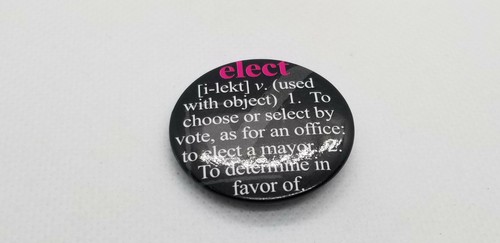 elect
[i-lekt] v. (used
with object) 1. To
choose or select by
vote, as for an office:
to elect a mayor. 2.
To determine in
favor of.